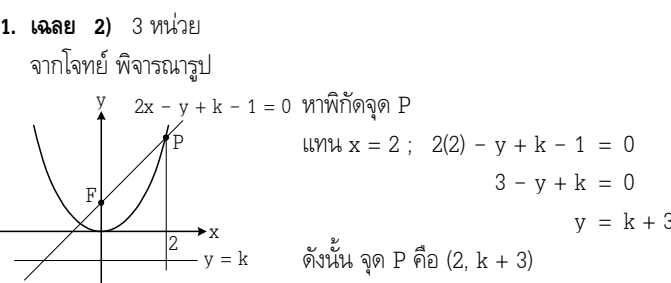 1. เฉลย 2) 3 หน่วย
จากโจทย์ พิจารณารูป
y
2x – y + k – 1 = 0 หาพิกัดจุด P
P
แทน x = 2 ; 2(2) – y + k – 1 = 0
3 – y + k = 0
F
y = k + 3
x
2
y = k
ดังนั้น จุด P คือ (2, k + 3)